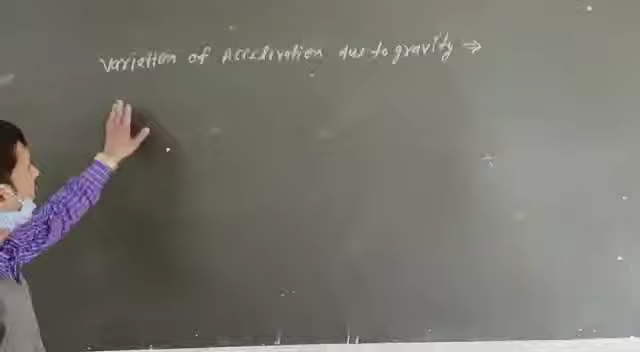 Variation of Acceleration due to gravity ⇒